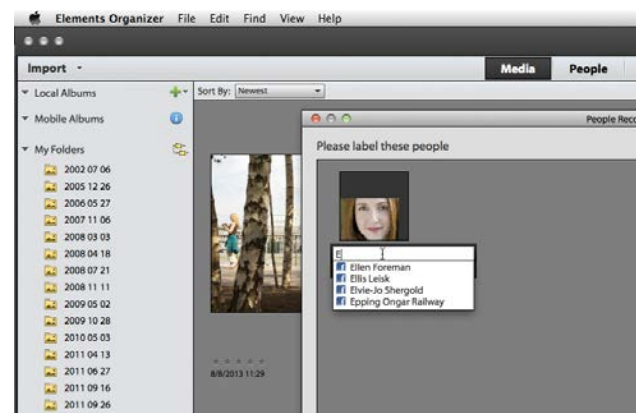 Elements Organizer File Edit Find View Help
Import
Media People
Local Albums
Sort By: Newest
Mobile Albums
People Reco
My Folders
Please label these people
2002 07 06
2005 12 26
2006 05 27
2007 11 06
2008 03 03
2008 04 18
2008 07 21
2008 11 11
2009 05 02
2009 10 28
2010 05 03
2011 04 13
2011 06 27
2011 09 16
2011 09 26
E
Ellen Foreman
Ellis Leisk
Elvie-Jo Shergold
Epping Ongar Railway
8/8/2013 11:29